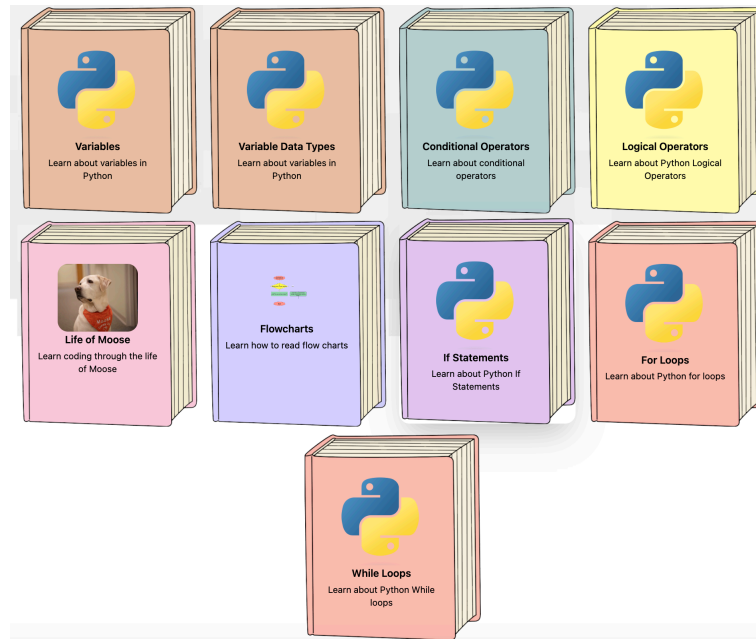 Variables
Learn about variables in
Python
Variable Data Types
Learn about variables in
Python
Conditional Operators
Learn about conditional
operators
Logical Operators
Learn about Python Logical
Operators
Life of Moose
Learn coding through the life
of Moose
Flowcharts
Learn how to read flow charts
If Statements
Learn about Python If
Statements
For Loops
Learn about Python for loops
While Loops
Learn about Python While
loops